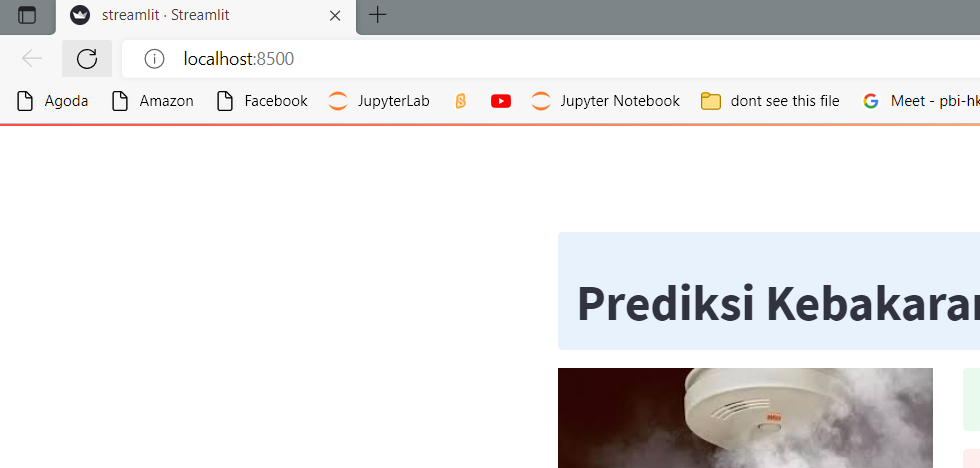 streamlit · Streamlit
localhost:8500
Agoda Amazon Facebook JupyterLab Jupyter Notebook dont see this file Meet - pbi-hk
Prediksi Kebakaran